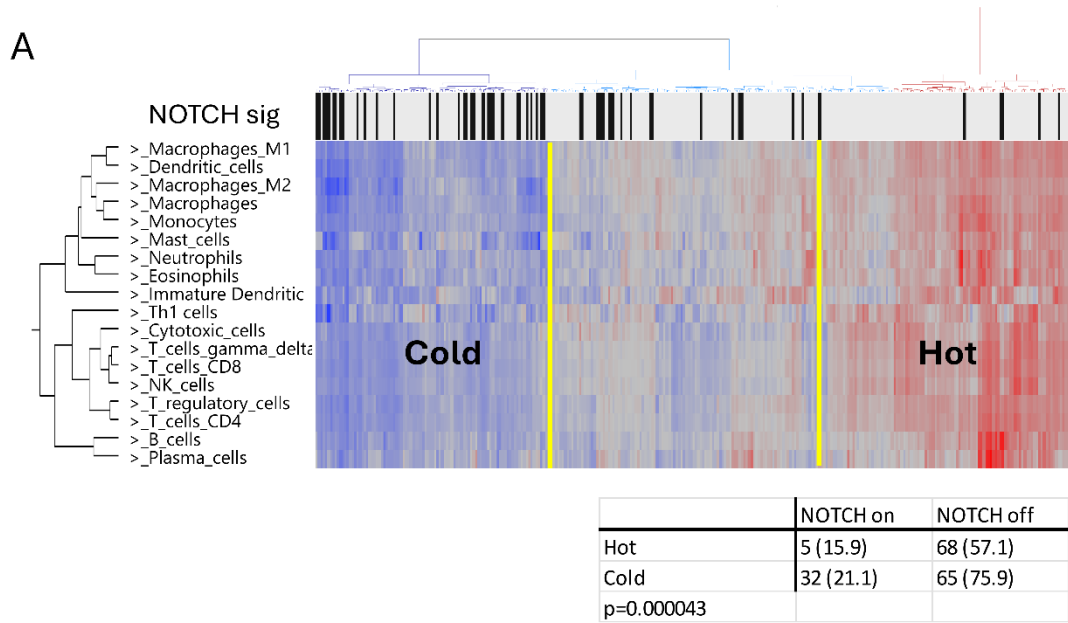 A
NOTCH sig
>_Macrophages_M1
>_Dendritic_cells
>_Macrophages_M2
>_Macrophages
>_Monocytes
>_Mast_cells
>_Neutrophils
>_Eosinophils
>_Immature Dendritic
>_Th1 cells
>_Cytotoxic_cells
>_T_cells_gamma_delta
>_T_cells_CD8
>_NK_cells
>_T_regulatory_cells
>_T_cells_CD4
>_B_cells
>_Plasma_cells
Cold
Hot
NOTCH on NOTCH off
Hot 5 (15.9) 68 (57.1)
Cold 32 (21.1) 65 (75.9)
p=0.000043